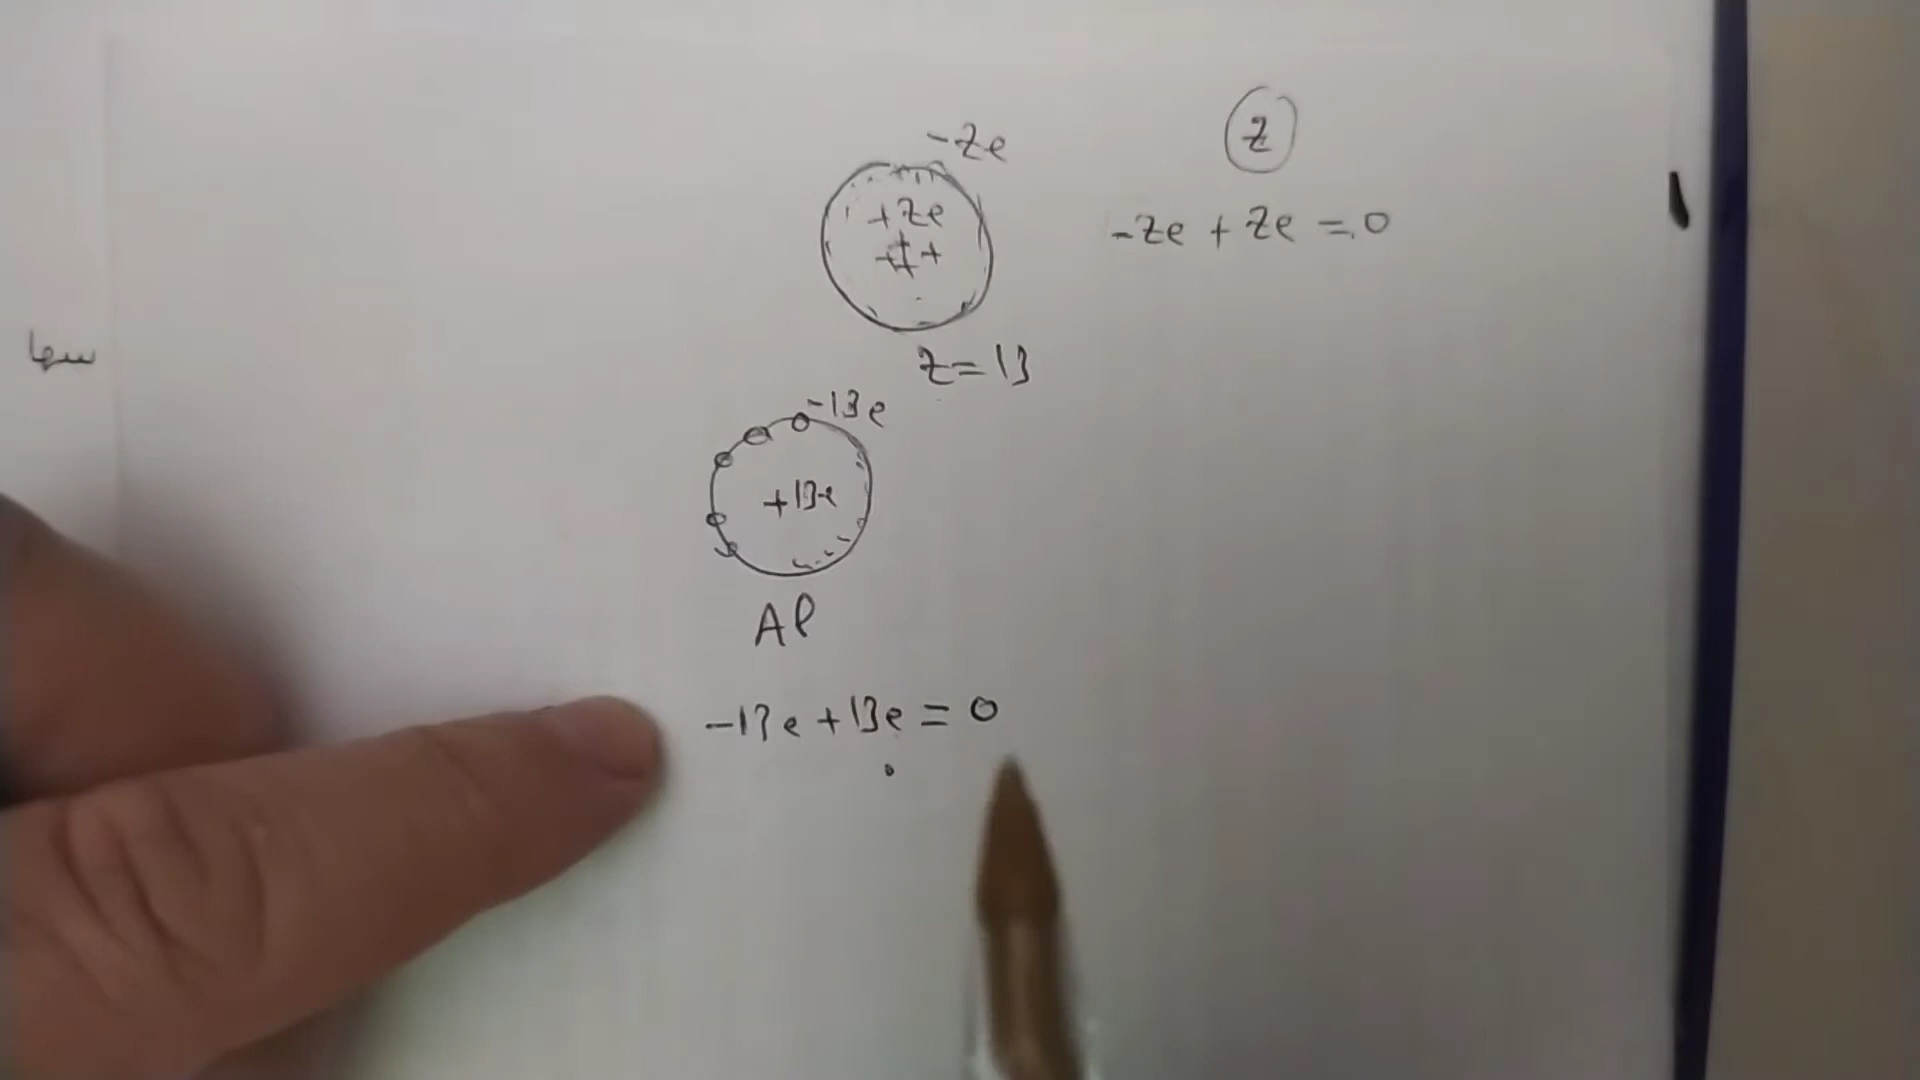 -Ze
Z
+Ze
-Ze + Ze = 0
Z = 13
-13e
+13e
Al
-13e + 13e = 0